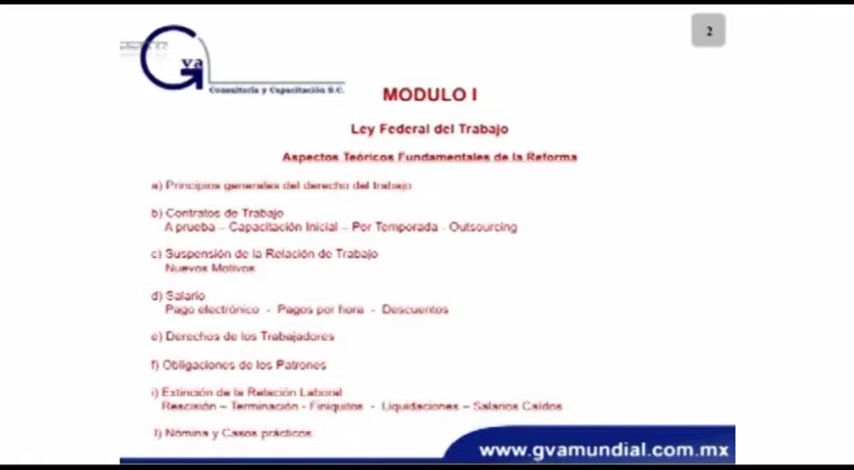 2
Gva
Consultoría y Capacitación S.C.
MODULO I
Ley Federal del Trabajo
Aspectos Teóricos Fundamentales de la Reforma
a) Principios generales del derecho del trabajo
b) Contratos de Trabajo
A prueba – Capacitación Inicial – Por Temporada - Outsourcing
c) Suspensión de la Relación de Trabajo
Nuevos Motivos
d) Salario
Pago electrónico - Pagos por hora - Descuentos
e) Derechos de los Trabajadores
f) Obligaciones de los Patrones
i) Extinción de la Relación Laboral
Rescisión – Terminación - Finiquitos - Liquidaciones – Salarios Caídos
l) Nómina y Casos prácticos
www.gvamundial.com.mx